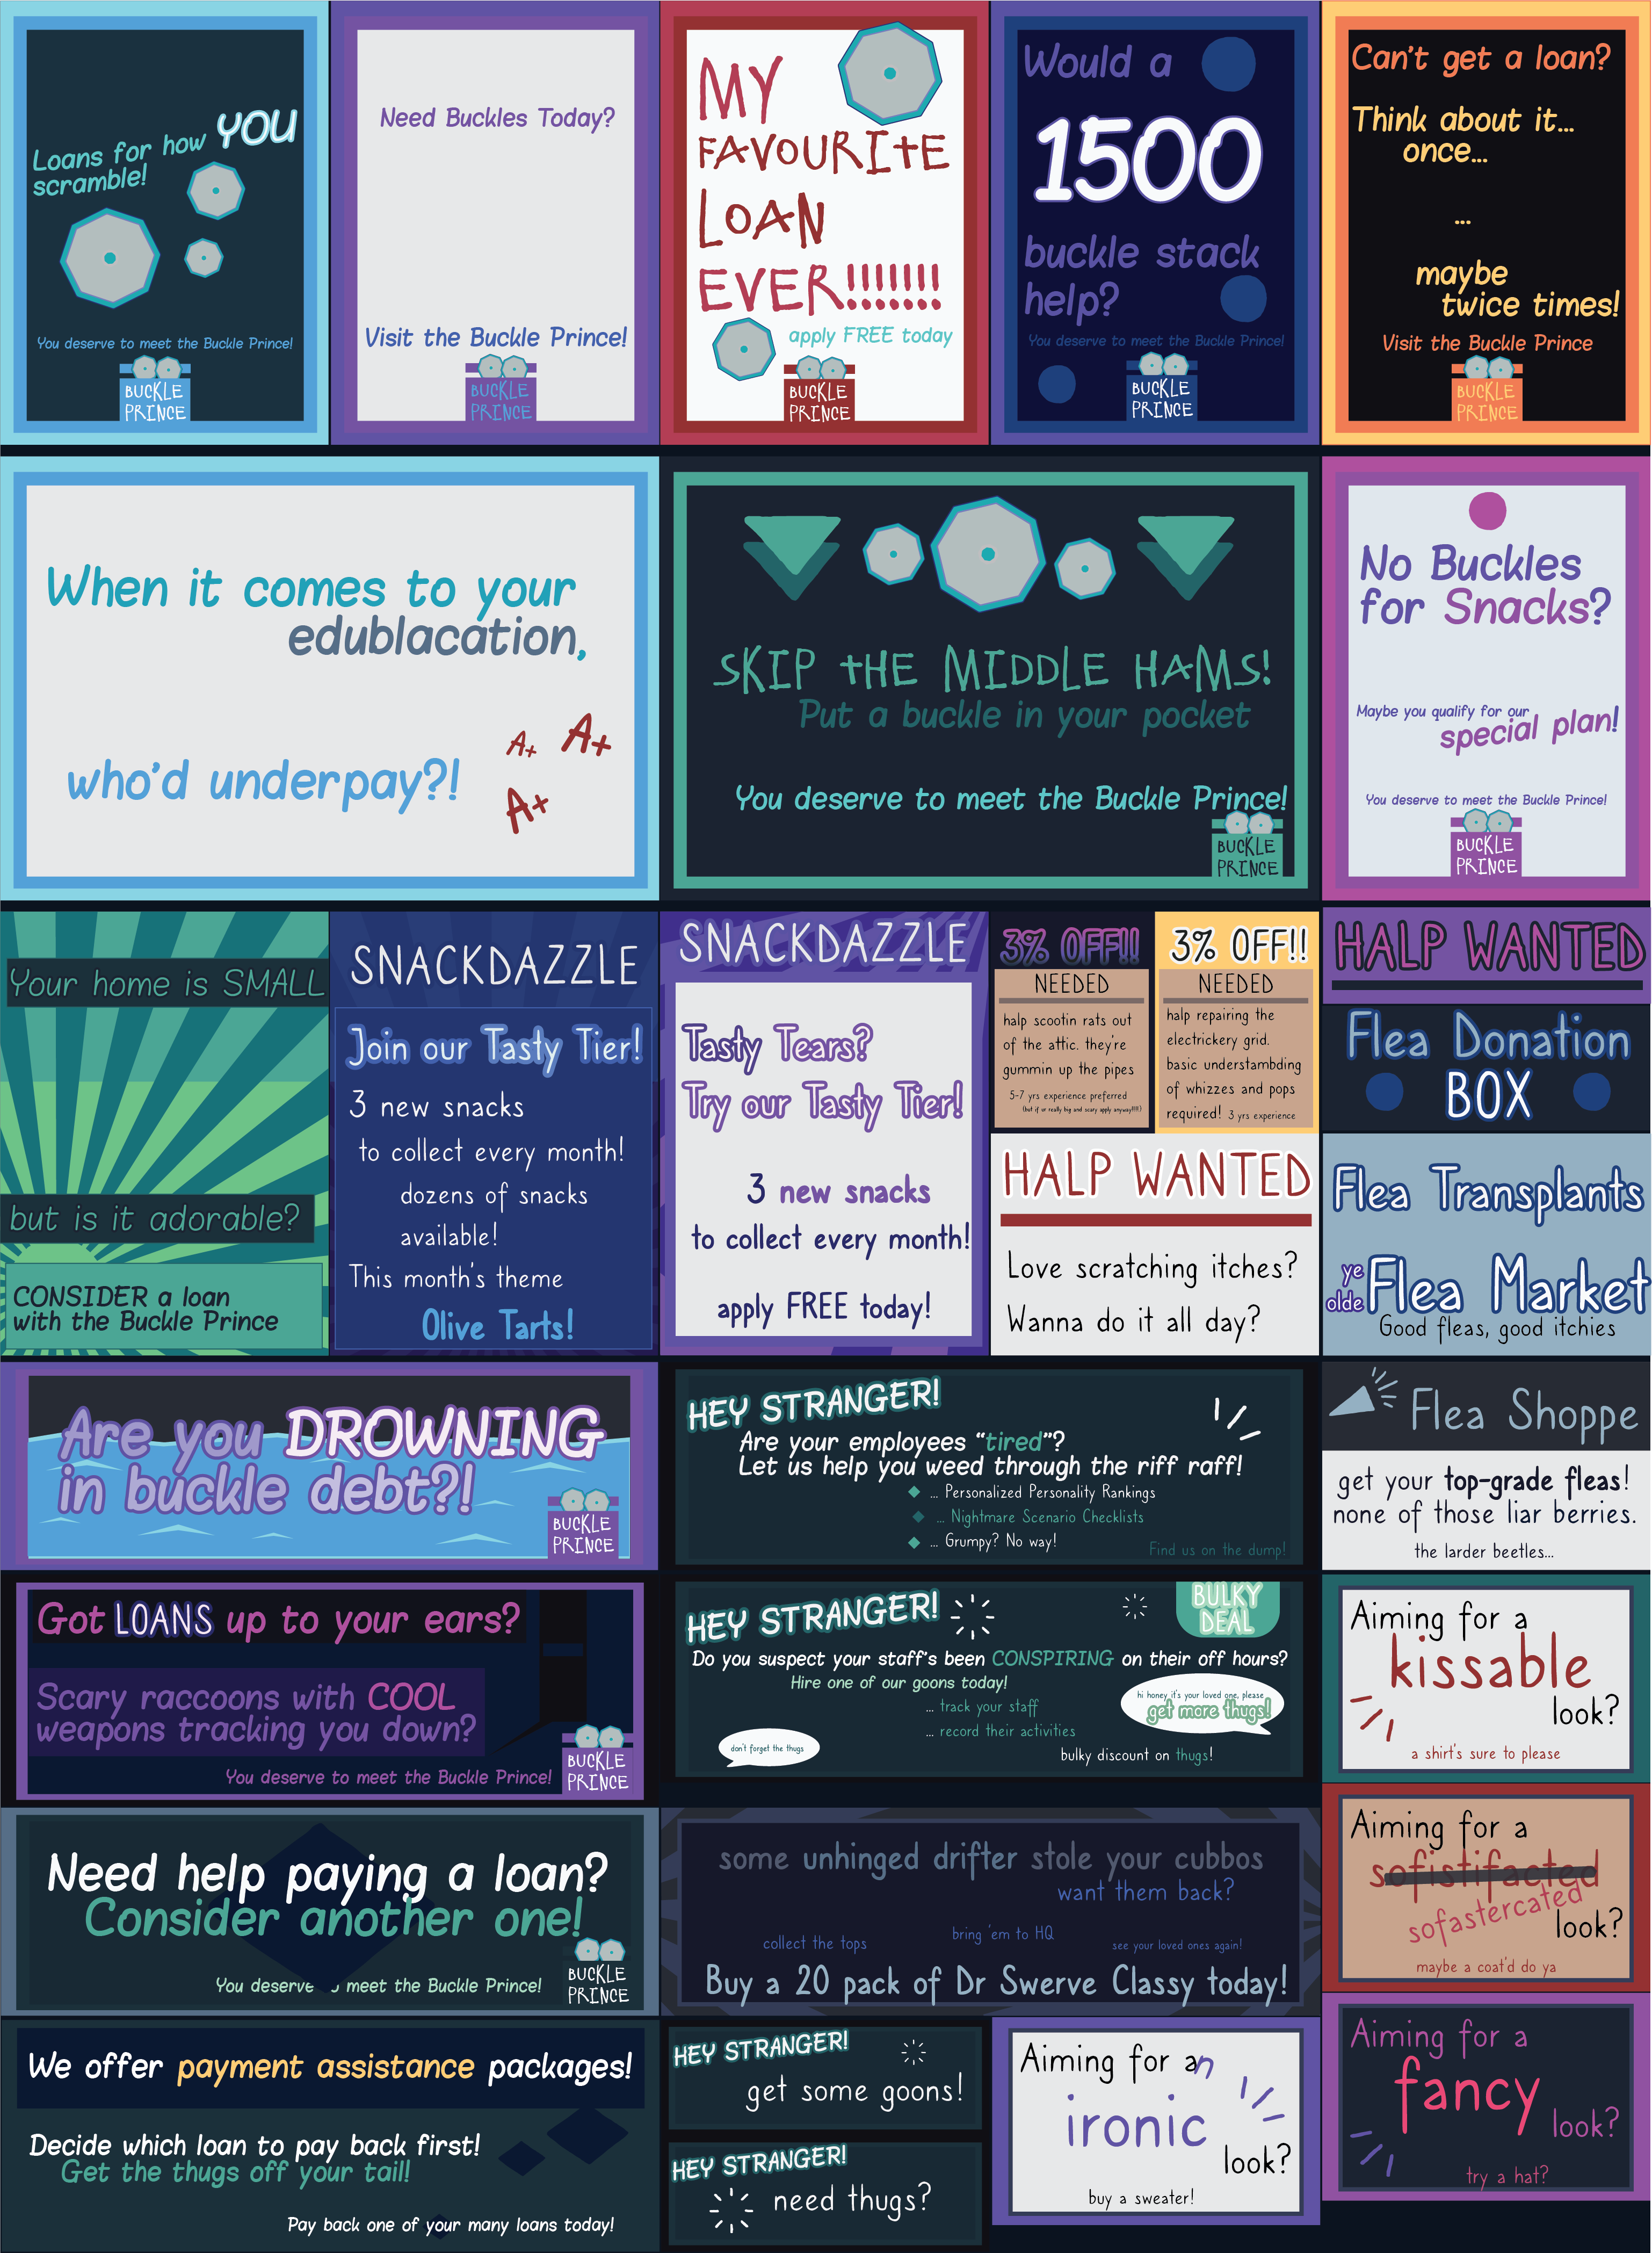 Loans for how YOU
scramble!
You deserve to meet the Buckle Prince!
BUCKLE
PRINCE
Need Buckles Today?
Visit the Buckle Prince!
BUCKLE
PRINCE
MY
FAVOURITE
LOAN
EVER!!!!!!!
apply FREE today
BUCKLE
PRINCE
Would a
1500
buckle stack
help?
You deserve to meet the Buckle Prince!
BUCKLE
PRINCE
Can't get a loan?
Think about it...
once...
...
maybe
twice times!
Visit the Buckle Prince
BUCKLE
PRINCE
When it comes to your
edublacation,
who'd underpay?!
A+
A+
A+
SKIP THE MIDDLE HAMS!
Put a buckle in your pocket
You deserve to meet the Buckle Prince!
BUCKLE
PRINCE
No Buckles
for Snacks?
Maybe you qualify for our
special plan!
You deserve to meet the Buckle Prince!
BUCKLE
PRINCE
Your home is SMALL
but is it adorable?
CONSIDER a loan
with the Buckle Prince
SNACKDAZZLE
Join our Tasty Tier!
3 new snacks
to collect every month!
dozens of snacks
available!
This month's theme
Olive Tarts!
SNACKDAZZLE
Tasty Tears?
Try our Tasty Tier!
3 new snacks
to collect every month!
apply FREE today!
3% OFF!!
NEEDED
halp scootin rats out
of the attic. they're
gummin up the pipes
5-7 yrs experience preferred
(but if ur really big and scary apply anyway!!!!)
3% OFF!!
NEEDED
halp repairing the
electrickery grid.
basic understambding
of whizzes and pops
required! 3 yrs experience
HALP WANTED
Love scratching itches?
Wanna do it all day?
HALP WANTED
Flea Donation
BOX
Flea Transplants
ye
olde Flea Market
Good fleas, good itchies
Are you DROWNING
in buckle debt?!
BUCKLE
PRINCE
HEY STRANGER!
Are your employees "tired"?
Let us help you weed through the riff raff!
... Personalized Personality Rankings
... Nightmare Scenario Checklists
... Grumpy? No way!
Find us on the dump!
Flea Shoppe
get your top-grade fleas!
none of those liar berries.
the larder beetles...
Got LOANS up to your ears?
Scary raccoons with COOL
weapons tracking you down?
You deserve to meet the Buckle Prince!
BUCKLE
PRINCE
HEY STRANGER!
BULKY
DEAL
Do you suspect your staff's been CONSPIRING on their off hours?
Hire one of our goons today!
... track your staff
... record their activities
hi honey, it's your loved one, please
get more thugs!
don't forget the thugs
bulky discount on thugs!
Aiming for a
kissable
look?
a shirt's sure to please
Need help paying a loan?
Consider another one!
You deserve meet the Buckle Prince!
BUCKLE
PRINCE
some unhinged drifter stole your cubbos
want them back?
collect the tops
bring 'em to HQ
see your loved ones again!
Buy a 20 pack of Dr Swerve Classy today!
Aiming for a
sofistifacted
sofastercated
look?
maybe a coat'd do ya
We offer payment assistance packages!
Decide which loan to pay back first!
Get the thugs off your tail!
Pay back one of your many loans today!
HEY STRANGER!
get some goons!
HEY STRANGER!
need thugs?
Aiming for an
ironic
look?
buy a sweater!
Aiming for a
fancy
look?
try a hat?